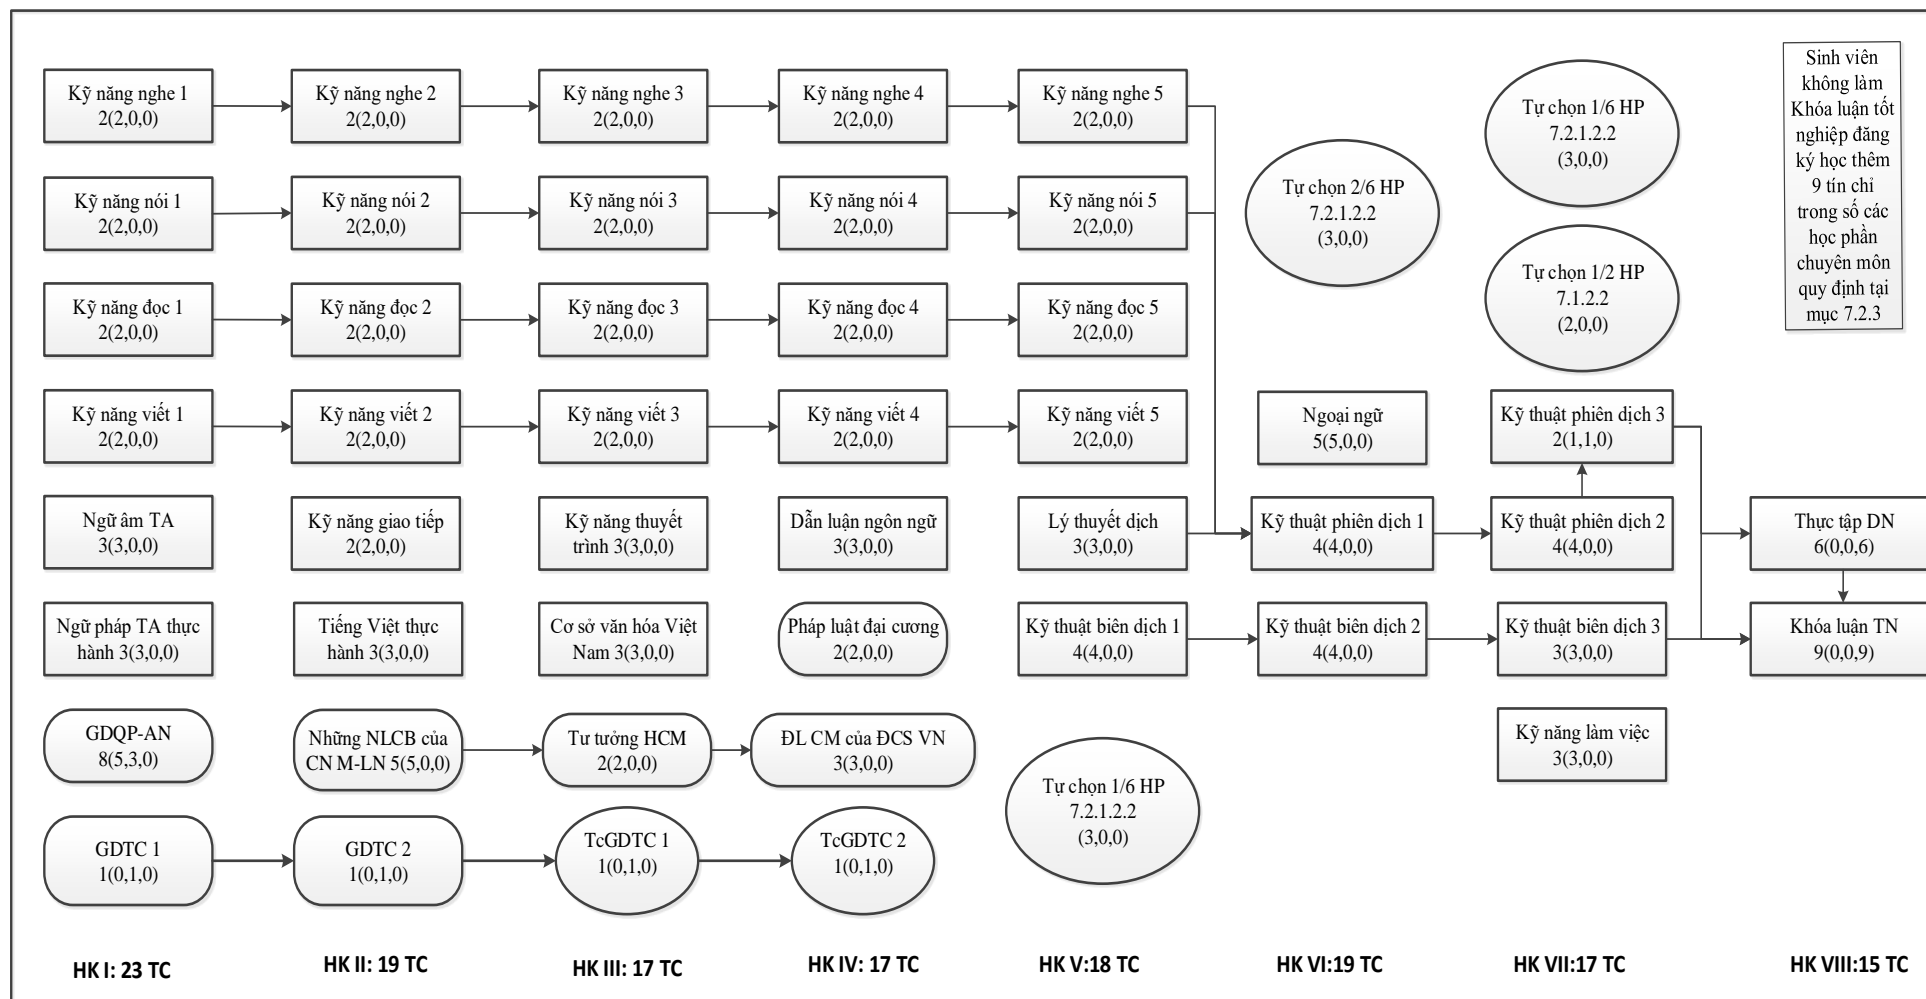 Kỹ năng nghe 1
2(2,0,0)
Kỹ năng nghe 2
2(2,0,0)
Kỹ năng nghe 3
2(2,0,0)
Kỹ năng nghe 4
2(2,0,0)
Kỹ năng nghe 5
2(2,0,0)
Tự chọn 1/6 HP
7.2.1.2.2
(3,0,0)
Sinh viên
không làm
Khóa luận tốt
nghiệp đăng
ký học thêm
9 tín chỉ
trong số các
học phần
chuyên môn
quy định tại
mục 7.2.3
Kỹ năng nói 1
2(2,0,0)
Kỹ năng nói 2
2(2,0,0)
Kỹ năng nói 3
2(2,0,0)
Kỹ năng nói 4
2(2,0,0)
Kỹ năng nói 5
2(2,0,0)
Tự chọn 2/6 HP
7.2.1.2.2
(3,0,0)
Kỹ năng đọc 1
2(2,0,0)
Kỹ năng đọc 2
2(2,0,0)
Kỹ năng đọc 3
2(2,0,0)
Kỹ năng đọc 4
2(2,0,0)
Kỹ năng đọc 5
2(2,0,0)
Tự chọn 1/2 HP
7.1.2.2
(2,0,0)
Kỹ năng viết 1
2(2,0,0)
Kỹ năng viết 2
2(2,0,0)
Kỹ năng viết 3
2(2,0,0)
Kỹ năng viết 4
2(2,0,0)
Kỹ năng viết 5
2(2,0,0)
Ngoại ngữ
5(5,0,0)
Kỹ thuật phiên dịch 3
2(1,1,0)
Ngữ âm TA
3(3,0,0)
Kỹ năng giao tiếp
2(2,0,0)
Kỹ năng thuyết
trình 3(3,0,0)
Dẫn luận ngôn ngữ
3(3,0,0)
Lý thuyết dịch
3(3,0,0)
Kỹ thuật phiên dịch 1
4(4,0,0)
Kỹ thuật phiên dịch 2
4(4,0,0)
Thực tập DN
6(0,0,6)
Ngữ pháp TA thực
hành 3(3,0,0)
Tiếng Việt thực
hành 3(3,0,0)
Cơ sở văn hóa Việt
Nam 3(3,0,0)
Pháp luật đại cương
2(2,0,0)
Kỹ thuật biên dịch 1
4(4,0,0)
Kỹ thuật biên dịch 2
4(4,0,0)
Kỹ thuật biên dịch 3
3(3,0,0)
Khóa luận TN
9(0,0,9)
GDQP-AN
8(5,3,0)
Những NLCB của
CN M-LN 5(5,0,0)
Tư tưởng HCM
2(2,0,0)
ĐL CM của ĐCS VN
3(3,0,0)
Tự chọn 1/6 HP
7.2.1.2.2
(3,0,0)
Kỹ năng làm việc
3(3,0,0)
GDTC 1
1(0,1,0)
GDTC 2
1(0,1,0)
TcGDTC 1
1(0,1,0)
TcGDTC 2
1(0,1,0)
HK I: 23 TC
HK II: 19 TC
HK III: 17 TC
HK IV: 17 TC
HK V:18 TC
HK VI:19 TC
HK VII:17 TC
HK VIII:15 TC